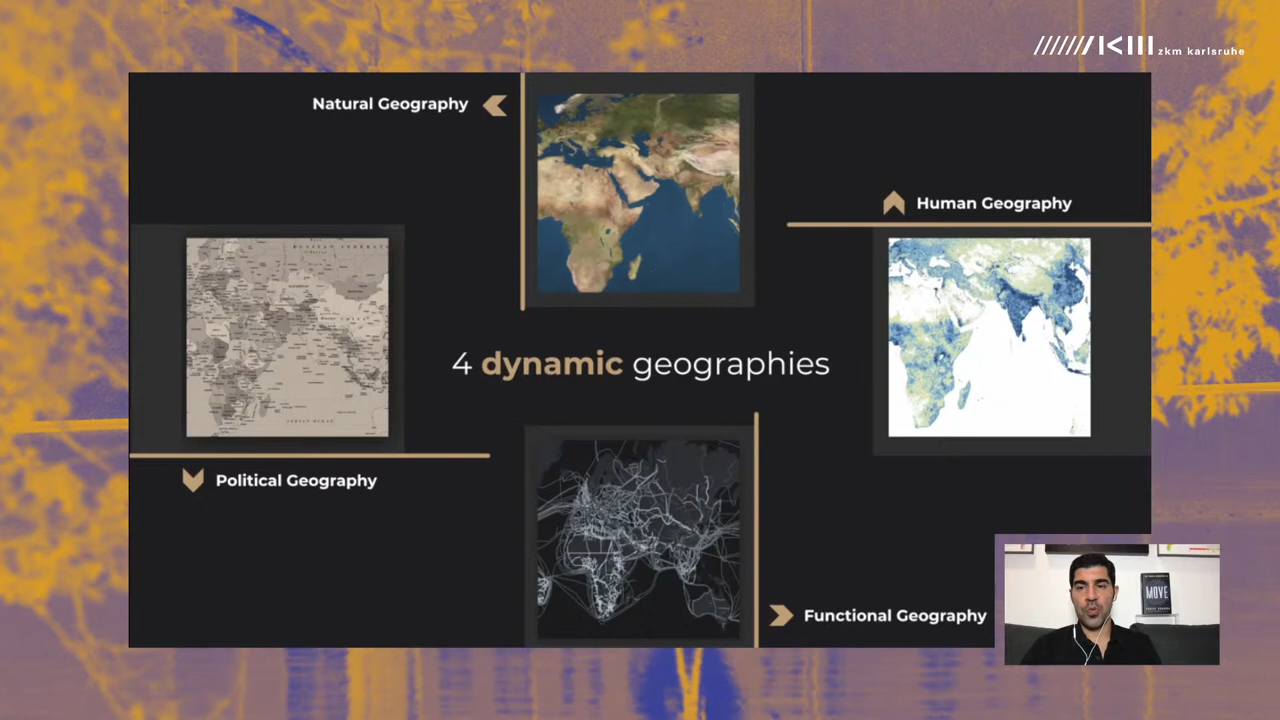 zkm karlsruhe
Natural Geography
Human Geography
4 dynamic geographies
Political Geography
Functional Geography
MOVE